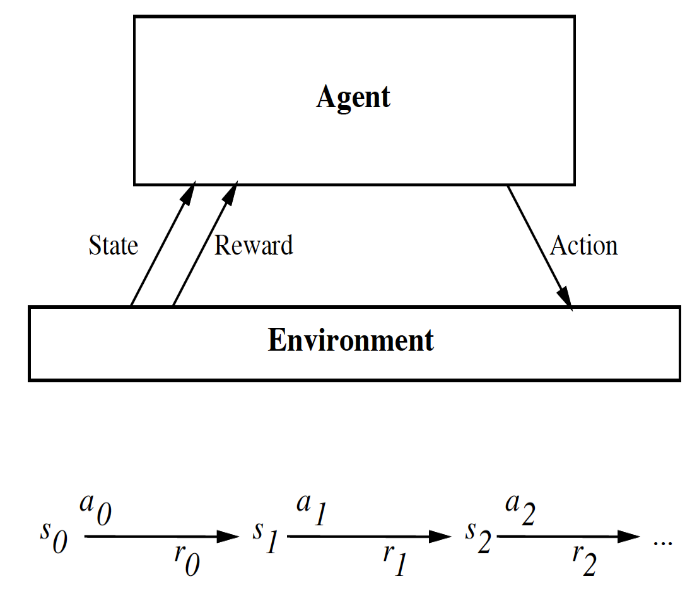 Agent
State Reward Action
Environment
a0 a1 a2
s0 s1 s2 ...
r0 r1 r2